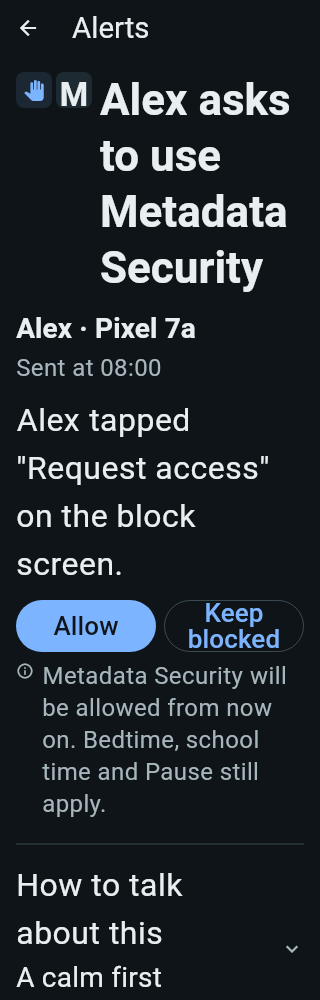 Alerts
M
Alex asks
to use
Metadata
Security
Alex · Pixel 7a
Sent at 08:00
Alex tapped
"Request access"
on the block
screen.
Allow
Keep
blocked
Metadata Security will
be allowed from now
on. Bedtime, school
time and Pause still
apply.
How to talk
about this
A calm first